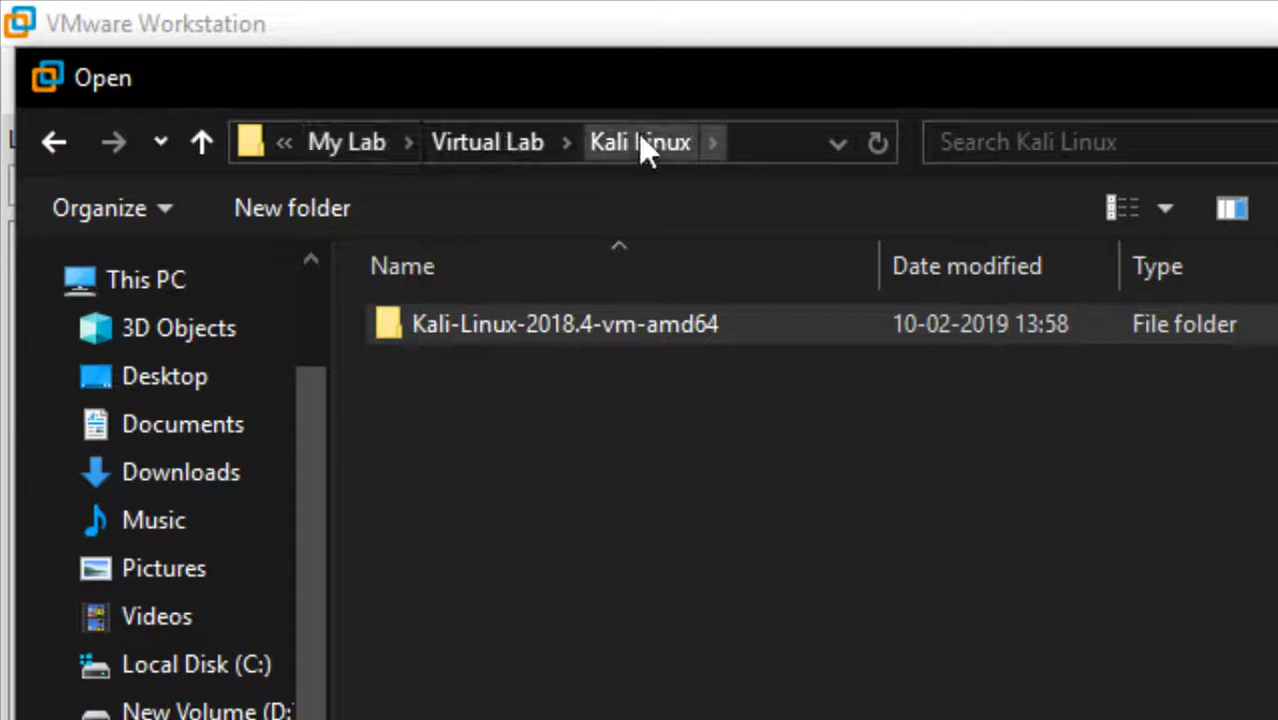 VMware Workstation
Open
« My Lab > Virtual Lab > Kali Linux > Search Kali Linux
Organize New folder
Name Date modified Type
This PC
Kali-Linux-2018.4-vm-amd64 10-02-2019 13:58 File folder
3D Objects
Desktop
Documents
Downloads
Music
Pictures
Videos
Local Disk (C:)
New Volume (D: